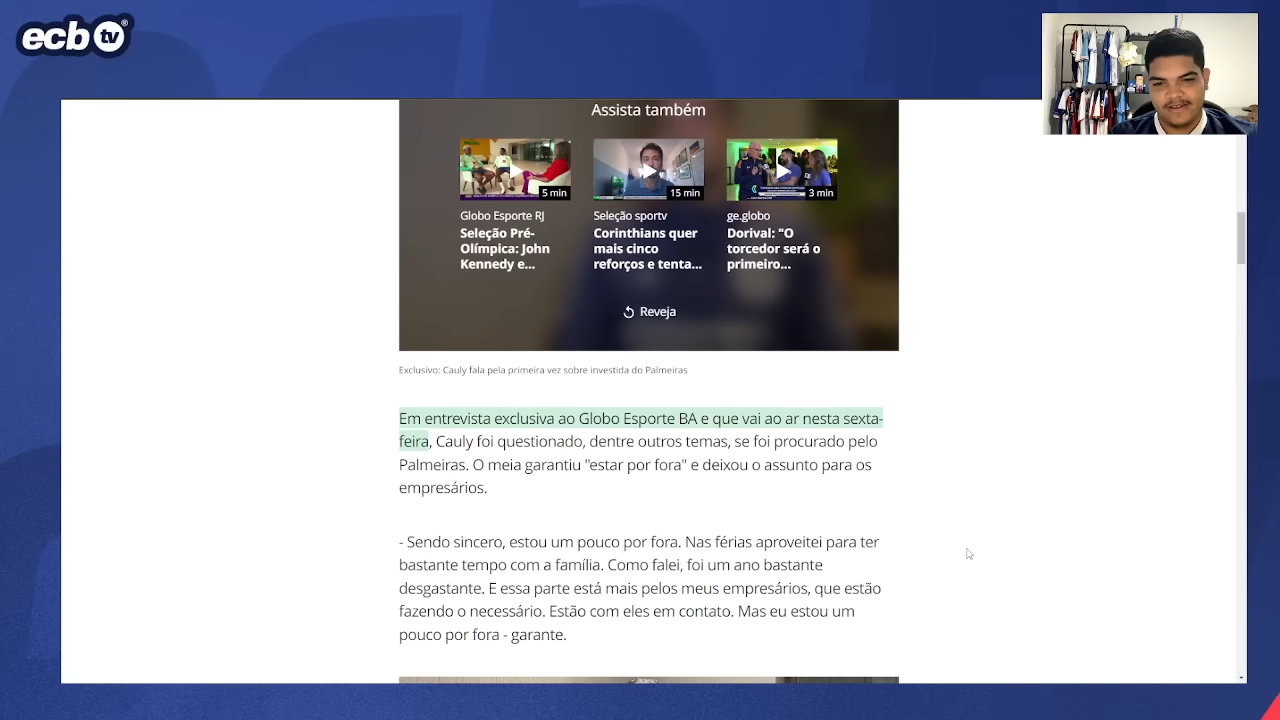 ecb tv®
Assista também
5 min
15 min
3 min
Globo Esporte RJ
Seleção Pré-
Olímpica: John
Kennedy e...
Seleção sportv
Corinthians quer
mais cinco
reforços e tenta...
ge.globo
Dorival: "O
torcedor será o
primeiro...
Reveja
Exclusivo: Cauly fala pela primeira vez sobre investida do Palmeiras
Em entrevista exclusiva ao Globo Esporte BA e que vai ao ar nesta sexta-
feira, Cauly foi questionado, dentre outros temas, se foi procurado pelo
Palmeiras. O meia garantiu "estar por fora" e deixou o assunto para os
empresários.
- Sendo sincero, estou um pouco por fora. Nas férias aproveitei para ter
bastante tempo com a família. Como falei, foi um ano bastante
desgastante. E essa parte está mais pelos meus empresários, que estão
fazendo o necessário. Estão com eles em contato. Mas eu estou um
pouco por fora - garante.